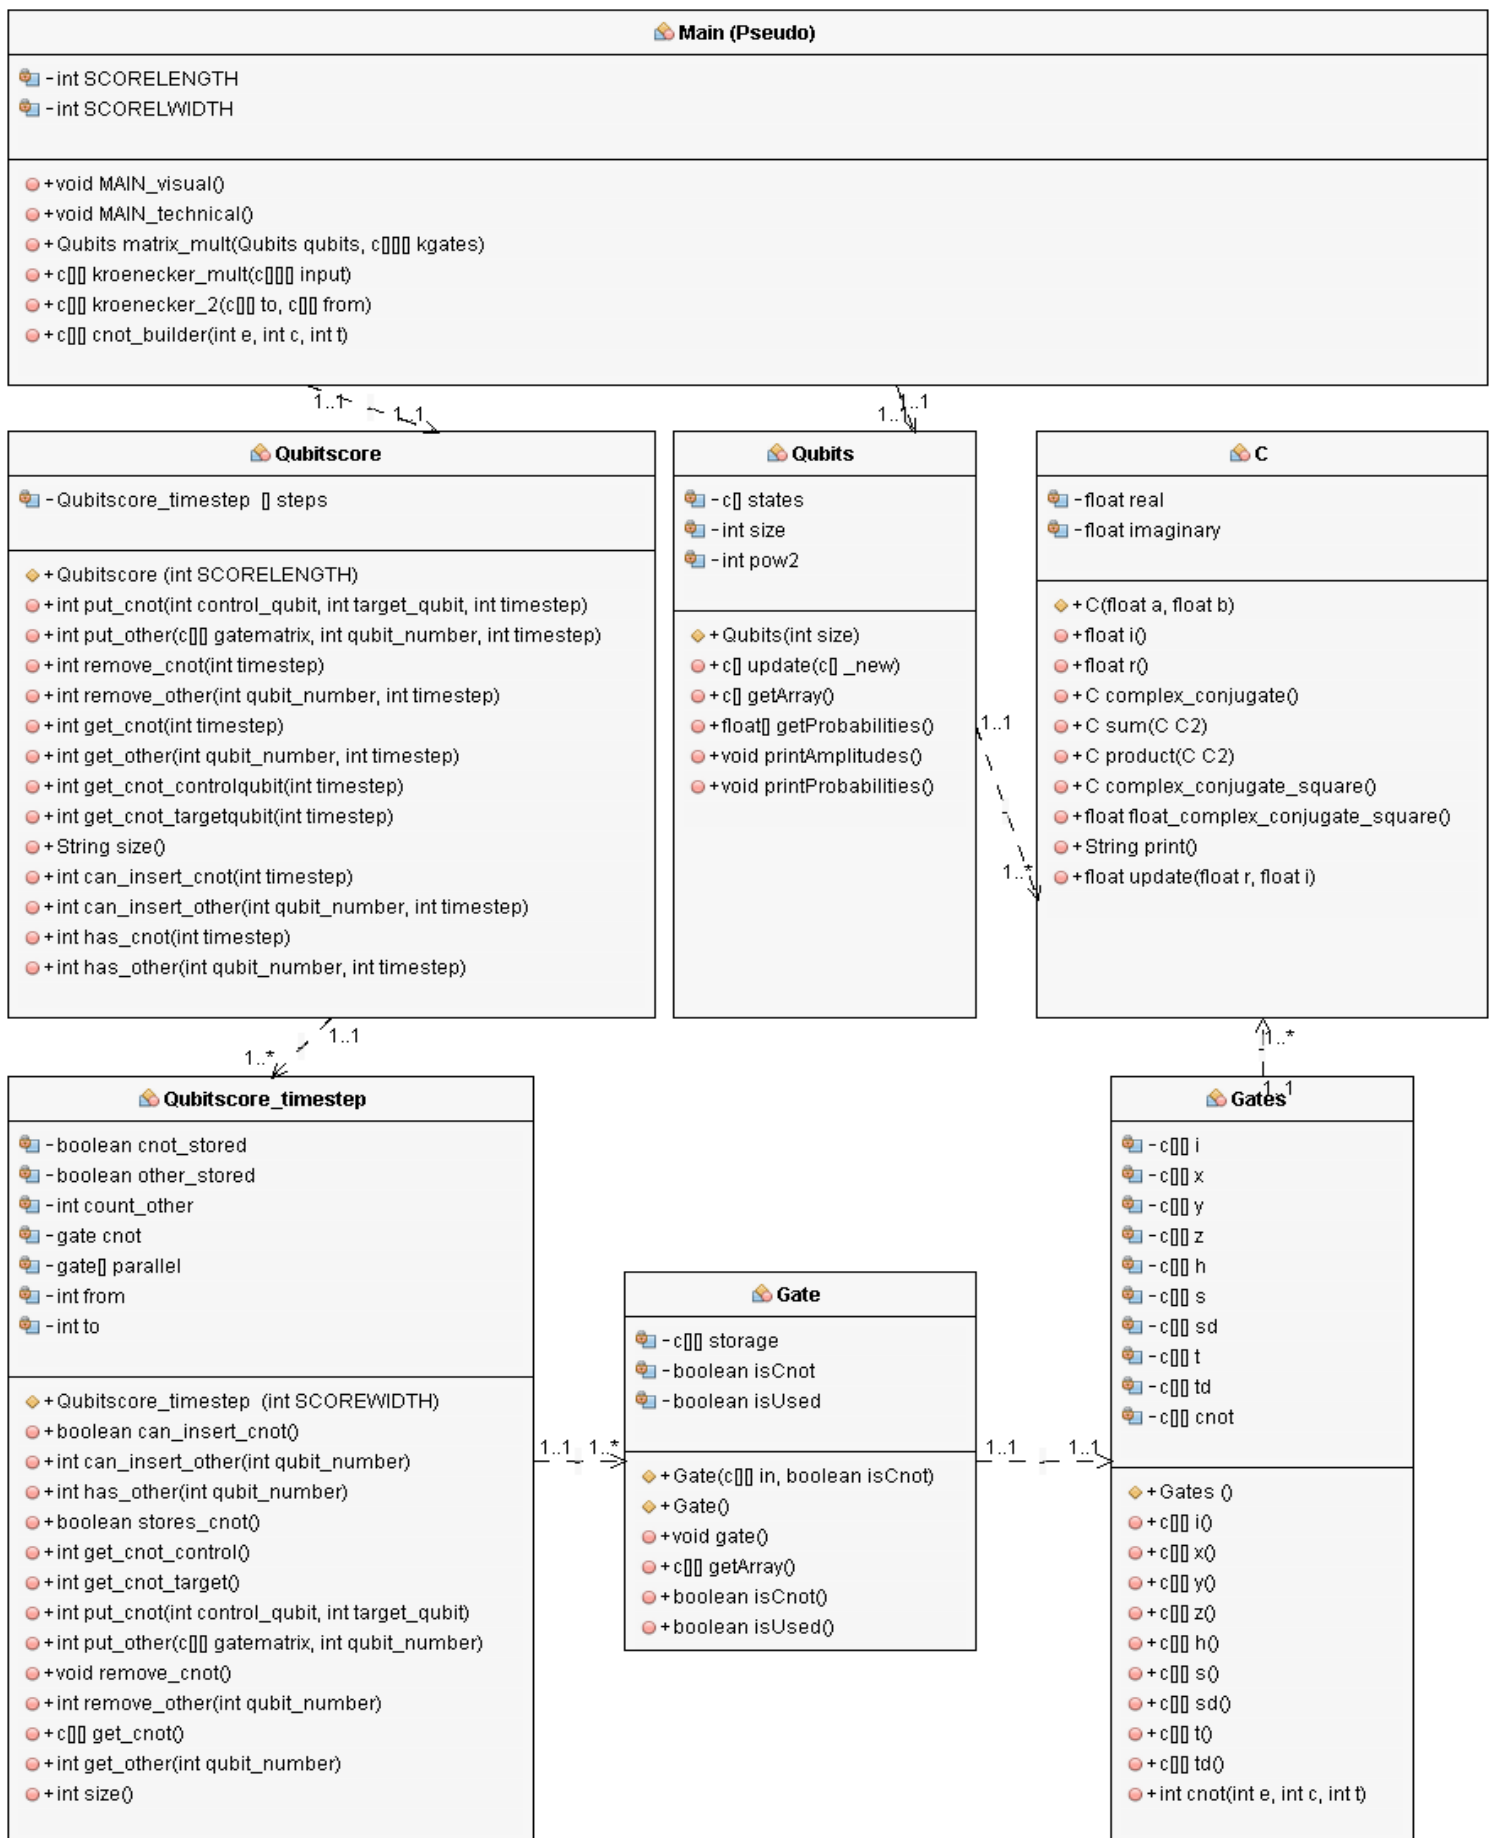 Main (Pseudo)
-int SCORELENGTH
-int SCORELWIDTH
+void MAIN_visual()
+void MAIN_technical()
+Qubits matrix_mult(Qubits qubits, c[][][] kgates)
+c[][] kroenecker_mult(c[][][] input)
+c[][] kroenecker_2(c[][] to, c[][] from)
+c[][] cnot_builder(int e, int c, int t)
1..1
1..1
1..1
1..1
Qubitscore
-Qubitscore_timestep [] steps
+Qubitscore (int SCORELENGTH)
+int put_cnot(int control_qubit, int target_qubit, int timestep)
+int put_other(c[][] gatematrix, int qubit_number, int timestep)
+int remove_cnot(int timestep)
+int remove_other(int qubit_number, int timestep)
+int get_cnot(int timestep)
+int get_other(int qubit_number, int timestep)
+int get_cnot_controlqubit(int timestep)
+int get_cnot_targetqubit(int timestep)
+String size()
+int can_insert_cnot(int timestep)
+int can_insert_other(int qubit_number, int timestep)
+int has_cnot(int timestep)
+int has_other(int qubit_number, int timestep)
Qubits
-c[] states
-int size
-int pow2
+Qubits(int size)
+c[] update(c[] _new)
+c[] getArray()
+float[] getProbabilities()
+void printAmplitudes()
+void printProbabilities()
1..1
1..*
C
-float real
-float imaginary
+C(float a, float b)
+float i()
+float r()
+C complex_conjugate()
+C sum(C C2)
+C product(C C2)
+C complex_conjugate_square()
+float float_complex_conjugate_square()
+String print()
+float update(float r, float i)
1..1
1..*
1..*
1..1
Qubitscore_timestep
-boolean cnot_stored
-boolean other_stored
-int count_other
-gate cnot
-gate[] parallel
-int from
-int to
+Qubitscore_timestep (int SCOREWIDTH)
+boolean can_insert_cnot()
+int can_insert_other(int qubit_number)
+int has_other(int qubit_number)
+boolean stores_cnot()
+int get_cnot_control()
+int get_cnot_target()
+int put_cnot(int control_qubit, int target_qubit)
+int put_other(c[][] gatematrix, int qubit_number)
+void remove_cnot()
+int remove_other(int qubit_number)
+c[][] get_cnot()
+int get_other(int qubit_number)
+int size()
1..1
1..*
Gate
-c[][] storage
-boolean isCnot
-boolean isUsed
+Gate(c[][] in, boolean isCnot)
+Gate()
+void gate()
+c[][] getArray()
+boolean isCnot()
+boolean isUsed()
1..1
1..1
Gates
-c[][] i
-c[][] x
-c[][] y
-c[][] z
-c[][] h
-c[][] s
-c[][] sd
-c[][] t
-c[][] td
-c[][] cnot
+Gates ()
+c[][] i()
+c[][] x()
+c[][] y()
+c[][] z()
+c[][] h()
+c[][] s()
+c[][] sd()
+c[][] t()
+c[][] td()
+int cnot(int e, int c, int t)